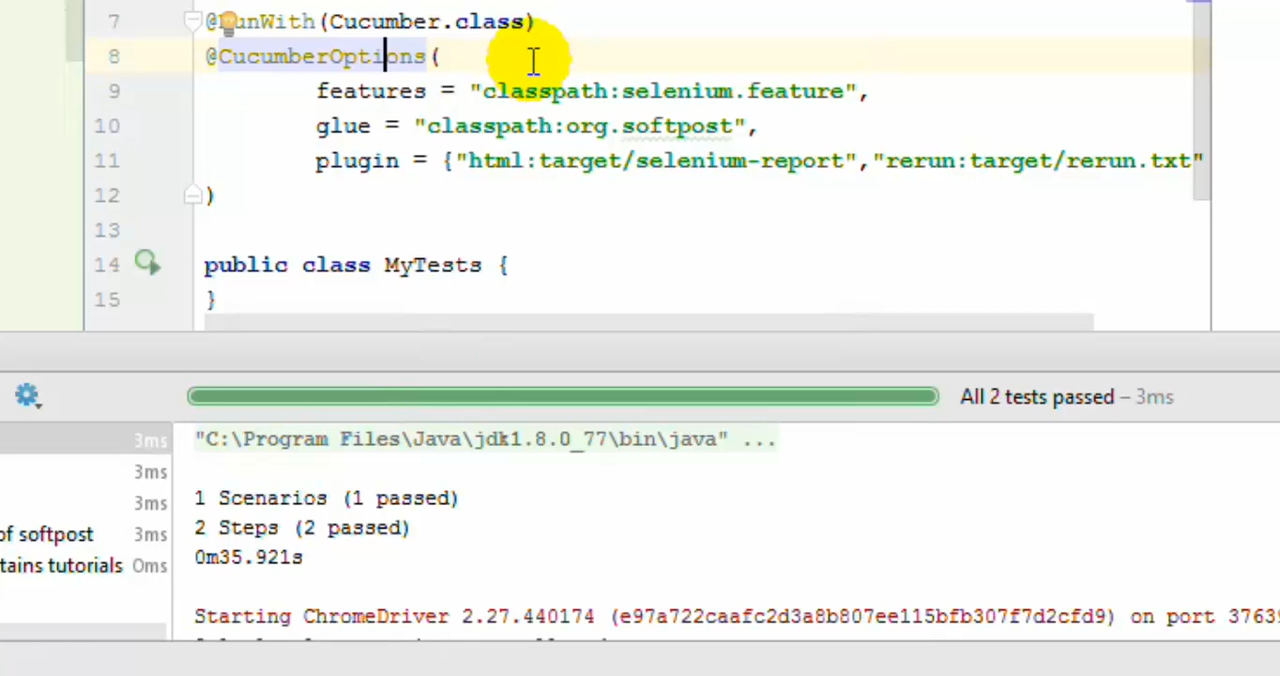 7 @RunWith(Cucumber.class)
8 @CucumberOptions(
9 features = "classpath:selenium.feature",
10 glue = "classpath:org.softpost",
11 plugin = {"html:target/selenium-report","rerun:target/rerun.txt"
12 )
13
14 public class MyTests {
15 }
All 2 tests passed – 3ms
3ms "C:\Program Files\Java\jdk1.8.0_77\bin\java" ...
3ms
3ms 1 Scenarios (1 passed)
of softpost 3ms 2 Steps (2 passed)
tains tutorials 0ms 0m35.921s
Starting ChromeDriver 2.27.440174 (e97a722caafc2d3a8b807ee115bfb307f7d2cfd9) on port 3763